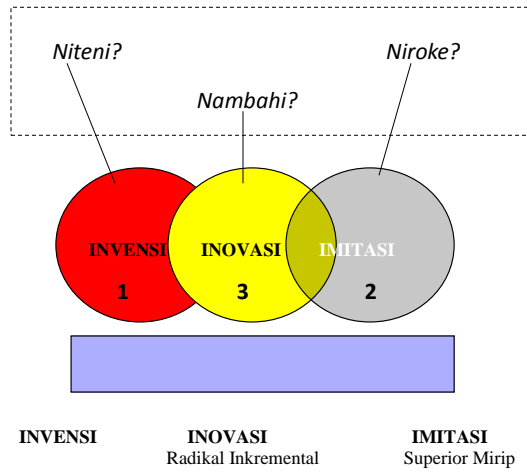 Niteni?
Niroke?
Nambahi?
INVENSI
INOVASI
IMITASI
1
3
2
INVENSI
INOVASI
IMITASI
Radikal Inkremental
Superior Mirip